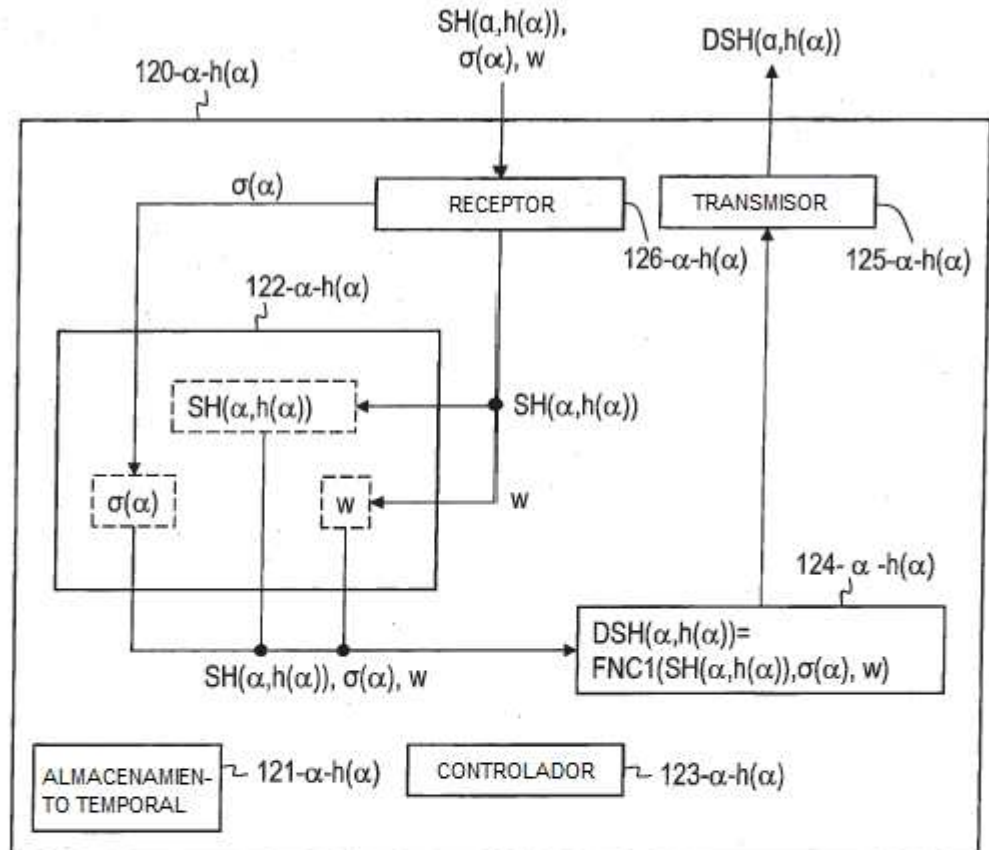 SH(a,h(α)),
σ(α), w
DSH(a,h(α))
120-α-h(α)
σ(α)
RECEPTOR
TRANSMISOR
126-α-h(α)
125-α-h(α)
122-α-h(α)
SH(α,h(α))
SH(α,h(α))
σ(α)
w
w
124- α -h(α)
DSH(α,h(α))=
FNC1(SH(α,h(α)),σ(α), w)
SH(α,h(α)), σ(α), w
ALMACENAMIEN-
TO TEMPORAL
121-α-h(α)
CONTROLADOR
123-α-h(α)